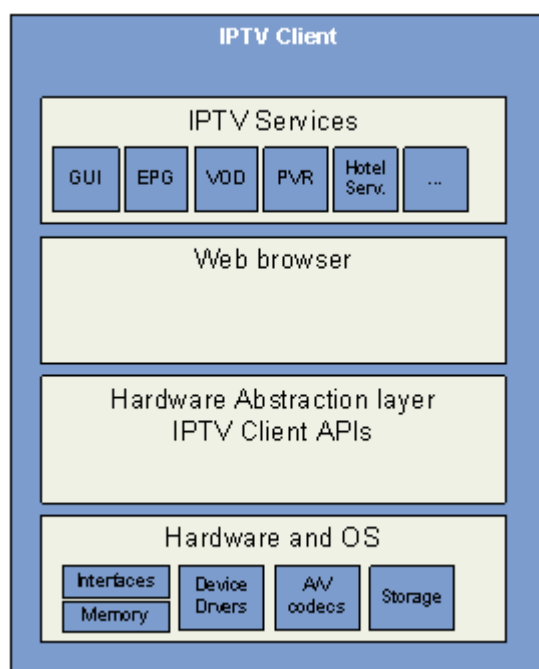 IPTV Client
IPTV Services
GUI
EPG
VOD
PVR
Hotel
Serv.
...
Web browser
Hardware Abstraction layer
IPTV Client APIs
Hardware and OS
Interfaces
Memory
Device
Drivers
A/V
codecs
Storage